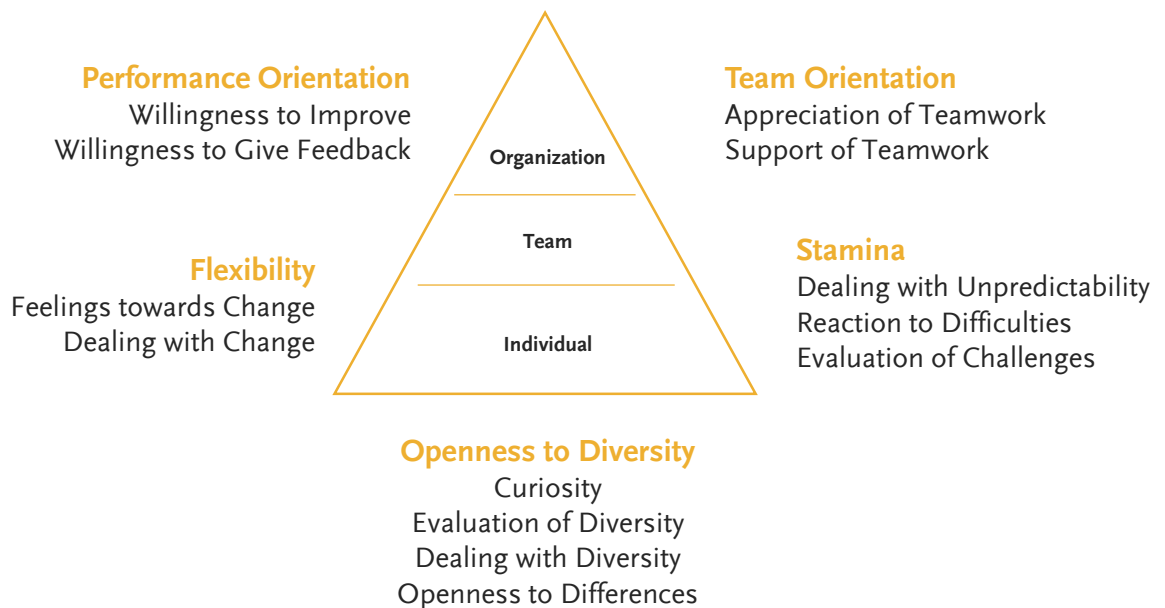 Performance Orientation
Willingness to Improve
Willingness to Give Feedback
Team Orientation
Appreciation of Teamwork
Support of Teamwork
Organization
Team
Individual
Flexibility
Feelings towards Change
Dealing with Change
Stamina
Dealing with Unpredictability
Reaction to Difficulties
Evaluation of Challenges
Openness to Diversity
Curiosity
Evaluation of Diversity
Dealing with Diversity
Openness to Differences